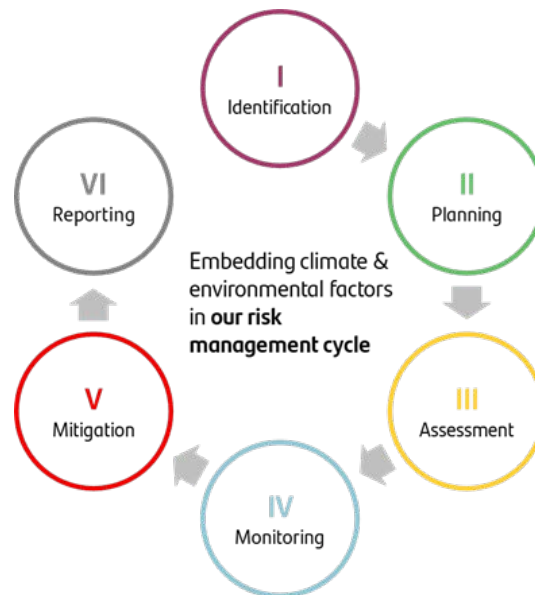 I
Identification
II
Planning
III
Assessment
IV
Monitoring
V
Mitigation
VI
Reporting
Embedding climate &
environmental factors
in our risk
management cycle